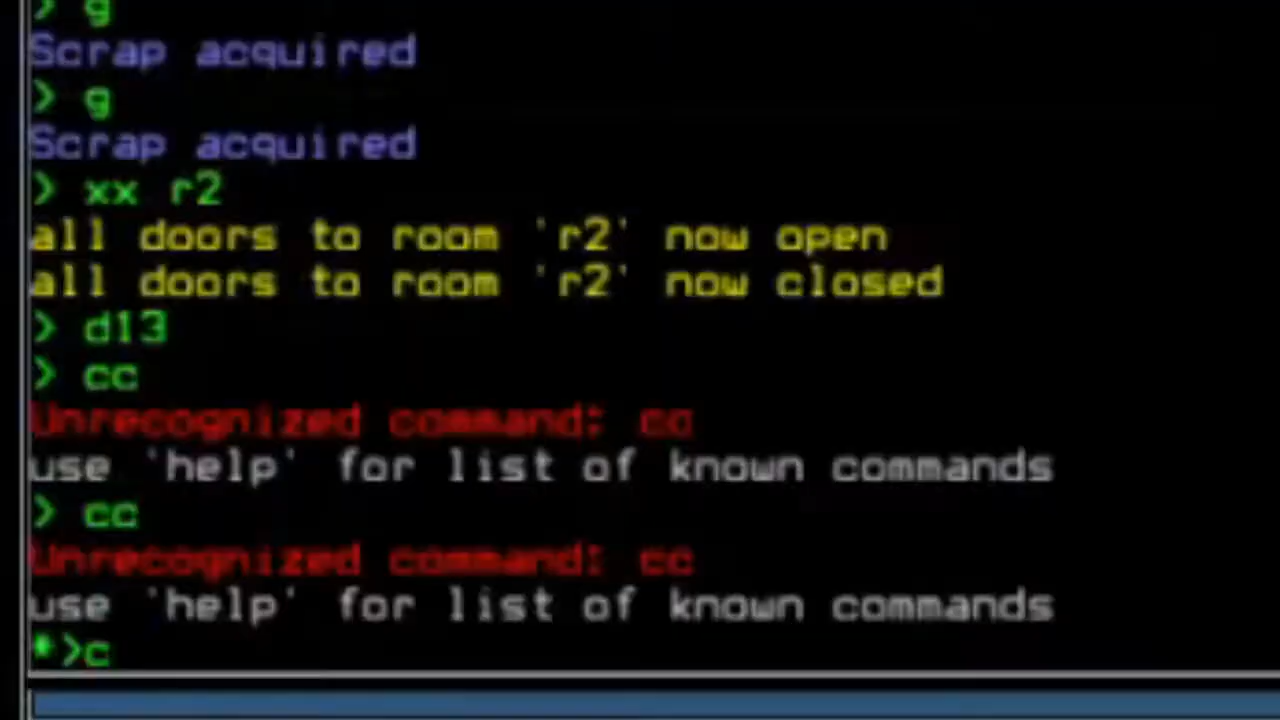 > g
Scrap acquired
> g
Scrap acquired
> xx r2
all doors to room 'r2' now open
all doors to room 'r2' now closed
> d13
> cc
Unrecognized command: cc
use 'help' for list of known commands
> cc
Unrecognized command: cc
use 'help' for list of known commands
*>c